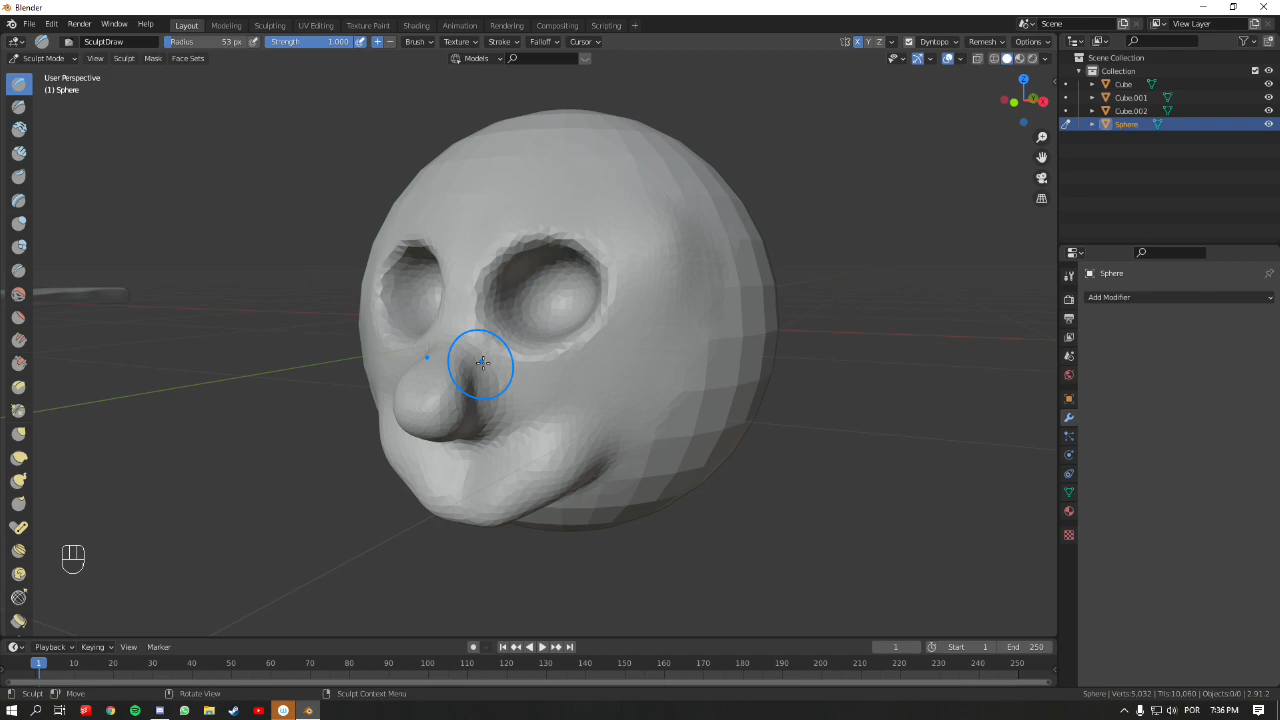 Blender
File Edit Render Window Help Layout Modeling Sculpting UV Editing Texture Paint Shading Animation Rendering Compositing Scripting + Scene View Layer
SculptDraw Radius 53 px Strength 1.000 Brush Texture Stroke Falloff Cursor X Y Z Dyntopo Remesh Options
Sculpt Mode View Sculpt Mask Face Sets Models
User Perspective
(1) Sphere
Scene Collection
Collection
Cube
Cube.001
Cube.002
Sphere
Z
Y
X
Sphere
Add Modifier
Playback Keying View Marker 1 Start 1 End 250
1 10 20 30 40 50 60 70 80 90 100 110 120 130 140 150 160 170 180 190 200 210 220 230 240 250
Sculpt Move Rotate View Sculpt Context Menu Sphere | Verts:5,032 | Tris:10,060 | Objects:0/0 | 2.91.2
POR 7:36 PM